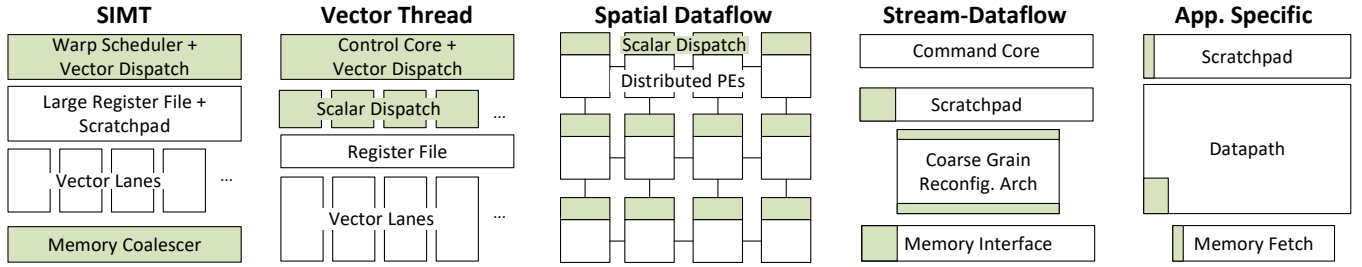 SIMT
Warp Scheduler +
Vector Dispatch
Large Register File +
Scratchpad
Vector Lanes
...
Memory Coalescer
Vector Thread
Control Core +
Vector Dispatch
Scalar Dispatch
...
Register File
Vector Lanes
...
Spatial Dataflow
Scalar Dispatch
Distributed PEs
Stream-Dataflow
Command Core
Scratchpad
Coarse Grain
Reconfig. Arch
Memory Interface
App. Specific
Scratchpad
Datapath
Memory Fetch